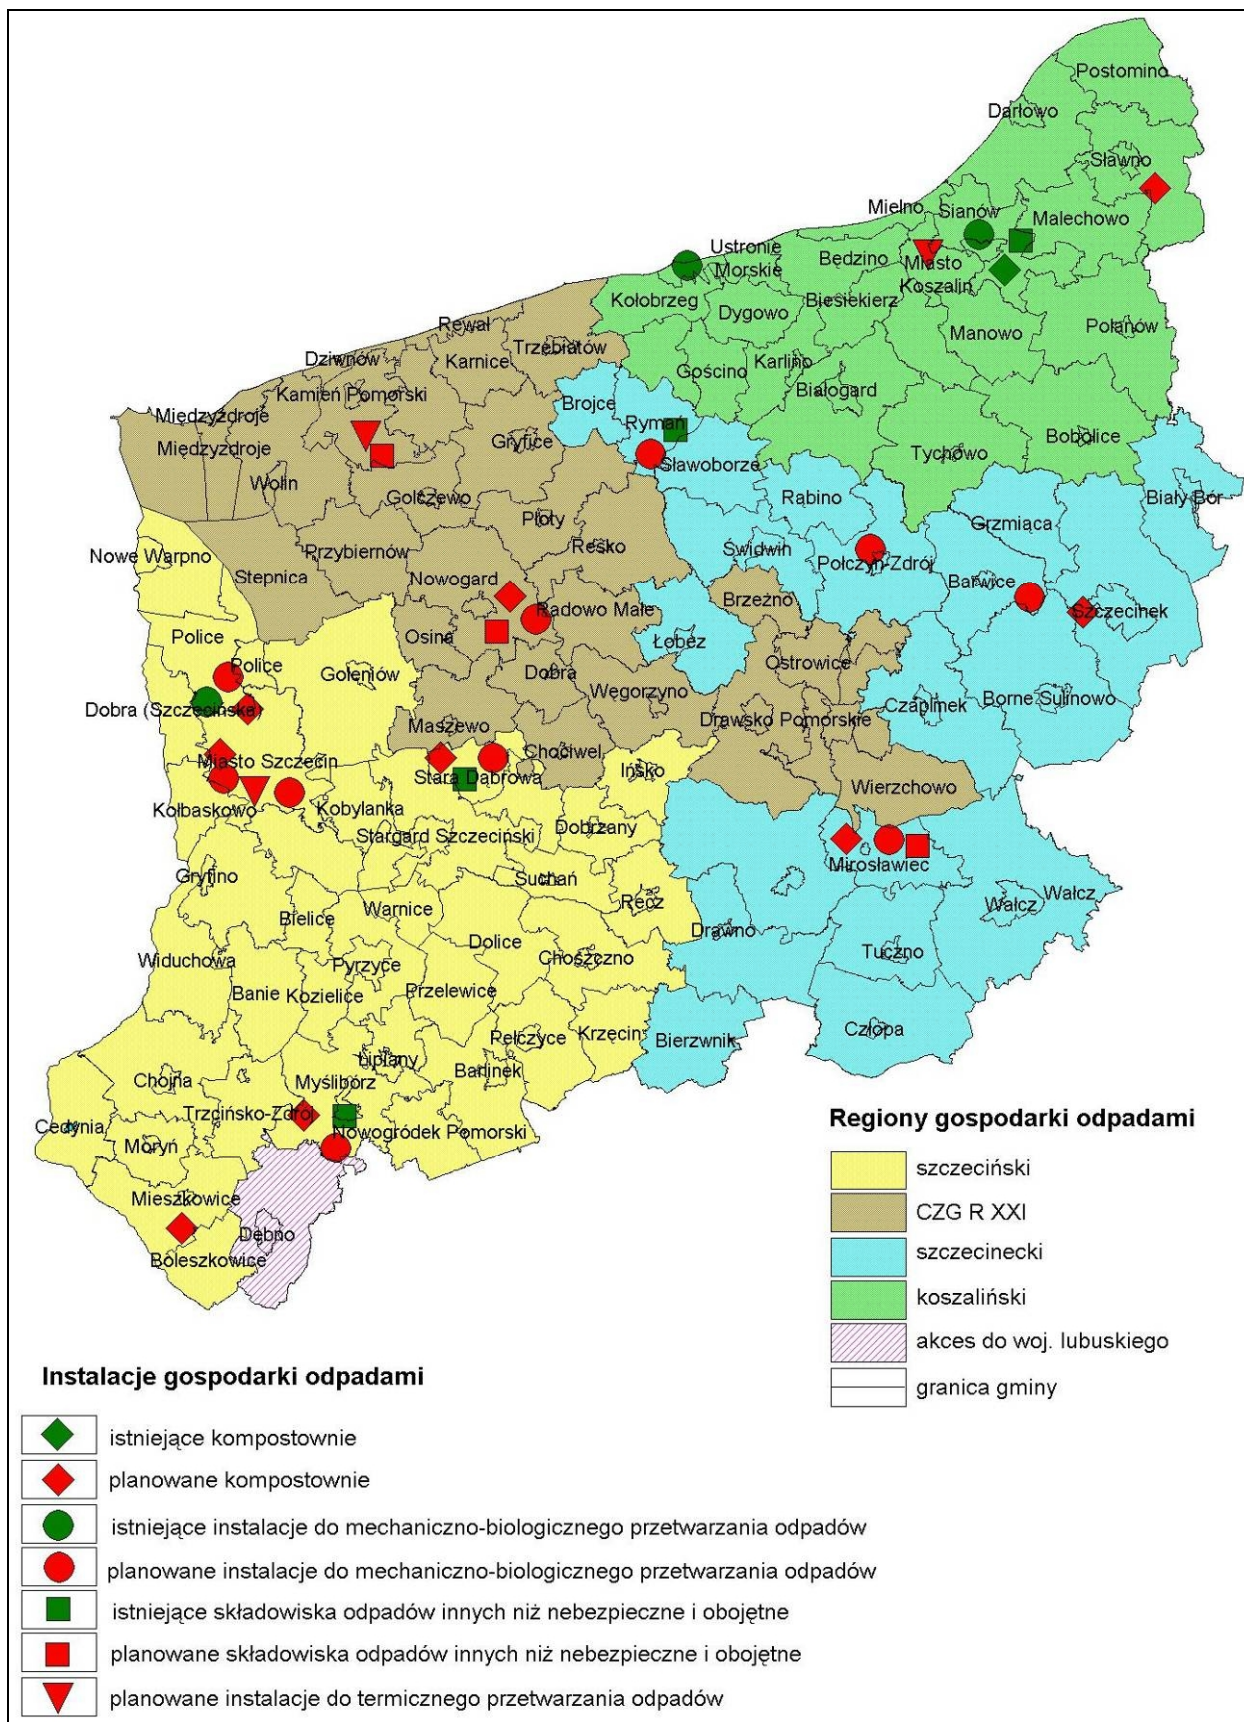 Postomino
Darłowo
Sławno
Mielno
Sianów
Malechowo
Ustronie
Morskie
Będzino
Miasto
Koszalin
Kołobrzeg
Dygowo
Biesiekierz
Manowo
Polanów
Rewal
Trzebiatów
Dziwnów
Karnice
Gościno
Karlino
Białogard
Kamień Pomorski
Brojce
Międzyzdroje
Rymań
Bobolice
Międzyzdroje
Gryfice
Tychowo
Sławoborze
Wolin
Golczewo
Rąbino
Biały Bór
Płoty
Grzmiąca
Nowe Warpno
Przybiernów
Resko
Świdwin
Połczyn-Zdrój
Stepnica
Nowogard
Barwice
Brzeżno
Radowo Małe
Szczecinek
Police
Osina
Łobez
Police
Goleniów
Dobra
Ostrowice
Węgorzyno
Borne Sulinowo
Dobra (Szczecińska)
Czaplinek
Maszewo
Drawsko Pomorskie
Chociwel
Miasto Szczecin
Stara Dąbrowa
Ińsko
Wierzchowo
Kołbaskowo
Kobylanka
Stargard Szczeciński
Dobrzany
Mirosławiec
Gryfino
Suchań
Recz
Wałcz
Wałcz
Bielice
Warnice
Drawno
Dolice
Widuchowa
Choszczno
Tuczno
Pyrzyce
Banie
Kozielice
Przelewice
Człopa
Krzęcin
Pełczyce
Bierzwnik
Lipiany
Barlinek
Chojna
Myślibórz
Trzcińsko-Zdrój
Cedynia
Nowogródek Pomorski
Moryń
Mieszkowice
Dębno
Boleszkowice
Regiony gospodarki odpadami
szczeciński
CZG R XXI
szczecinecki
koszaliński
akces do woj. lubuskiego
granica gminy
Instalacje gospodarki odpadami
istniejące kompostownie
planowane kompostownie
istniejące instalacje do mechaniczno-biologicznego przetwarzania odpadów
planowane instalacje do mechaniczno-biologicznego przetwarzania odpadów
istniejące składowiska odpadów innych niż nebezpieczne i obojętne
planowane składowiska odpadów innych niż nebezpieczne i obojętne
planowane instalacje do termicznego przetwarzania odpadów